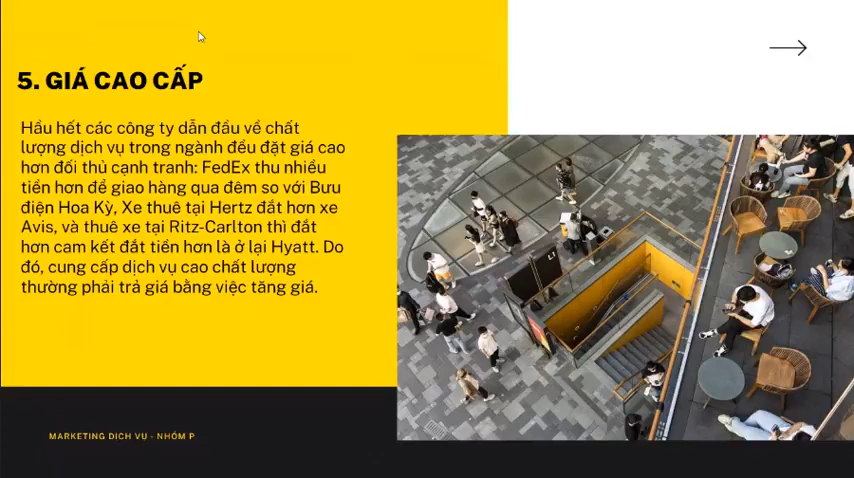 5. GIÁ CAO CẤP
Hầu hết các công ty dẫn đầu về chất
lượng dịch vụ trong ngành đều đặt giá cao
hơn đối thủ cạnh tranh: FedEx thu nhiều
tiền hơn để giao hàng qua đêm so với Bưu
điện Hoa Kỳ, Xe thuê tại Hertz đắt hơn xe
Avis, và thuê xe tại Ritz-Carlton thì đắt
hơn cam kết đắt tiền hơn là ở lại Hyatt. Do
đó, cung cấp dịch vụ cao chất lượng
thường phải trả giá bằng việc tăng giá.
L1
MARKETING DỊCH VỤ - NHÓM P